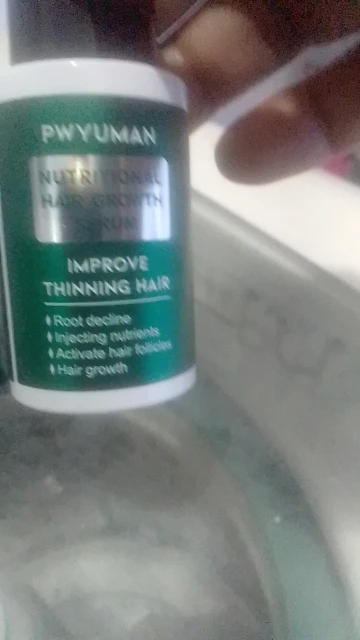 PWYUMAN
NUTRITIONAL
HAIR GROWTH
SERUM
IMPROVE
THINNING HAIR
Root decline
Injecting nutrients
Activate hair follicles
Hair growth